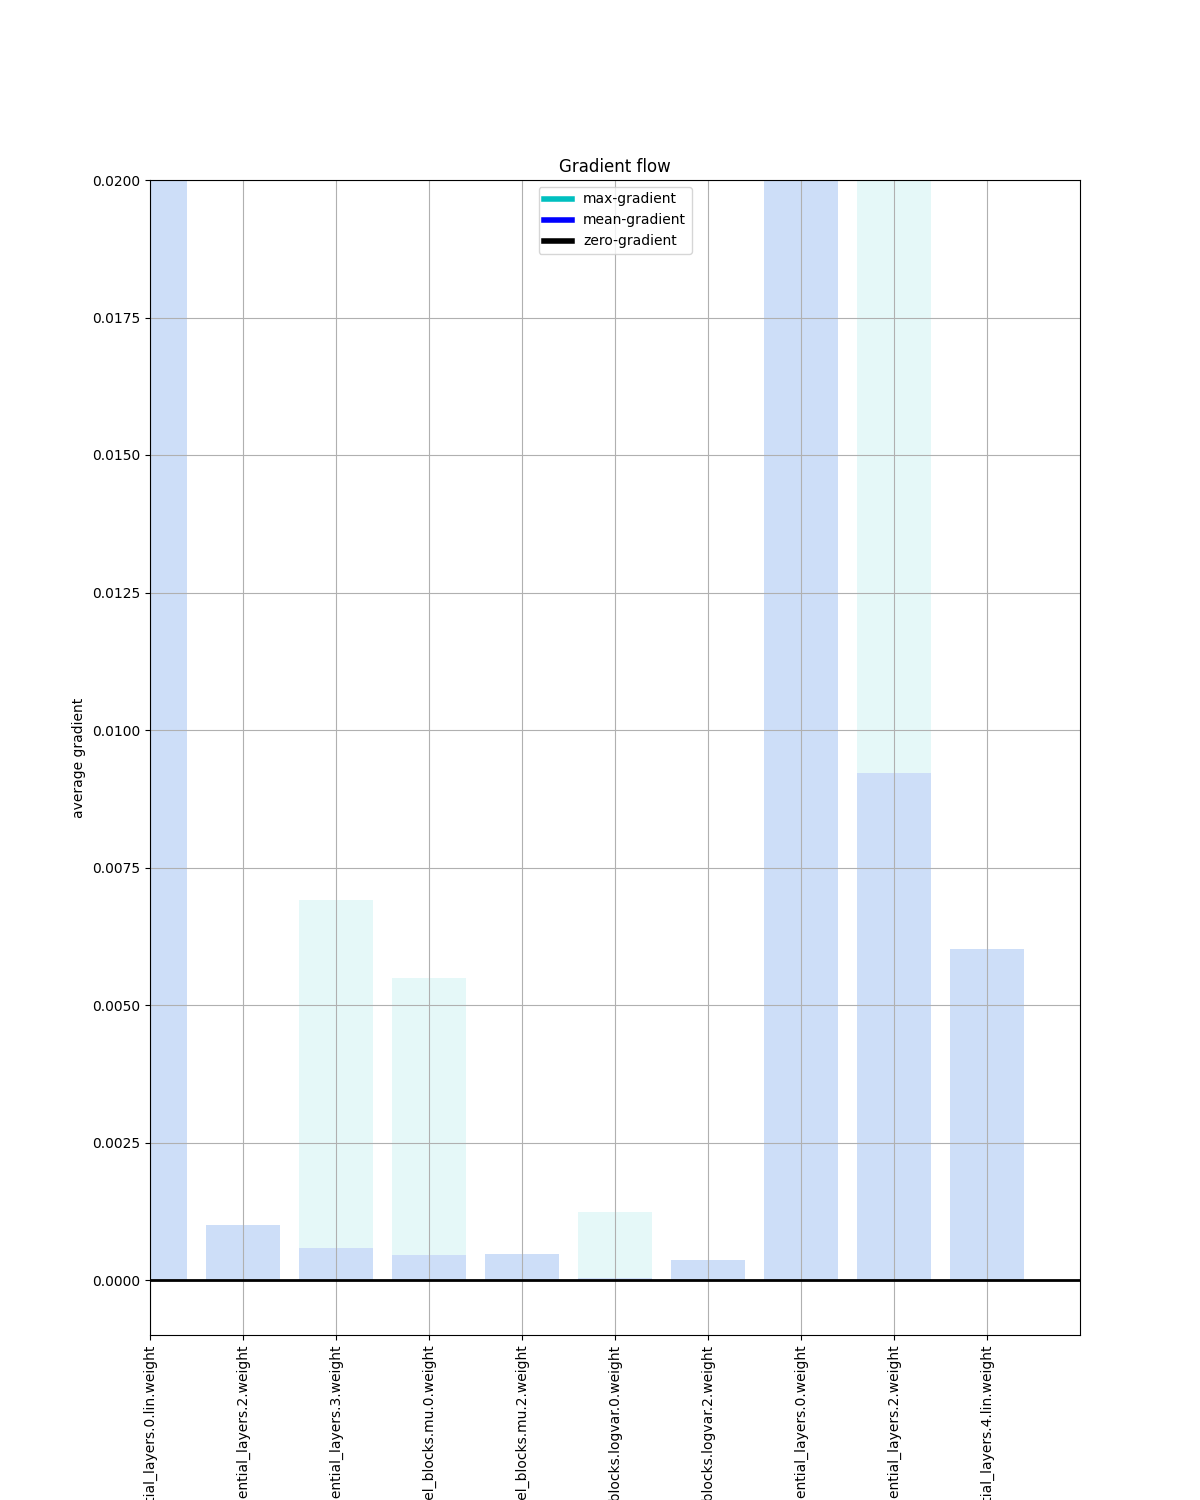 Gradient flow
max-gradient
mean-gradient
zero-gradient
0.0200
0.0175
0.0150
0.0125
0.0100
0.0075
0.0050
0.0025
0.0000
average gradient
tial_layers.0.lin.weight
ential_layers.2.weight
ential_layers.3.weight
el_blocks.mu.0.weight
el_blocks.mu.2.weight
blocks.logvar.0.weight
blocks.logvar.2.weight
ential_layers.0.weight
ential_layers.2.weight
tial_layers.4.lin.weight